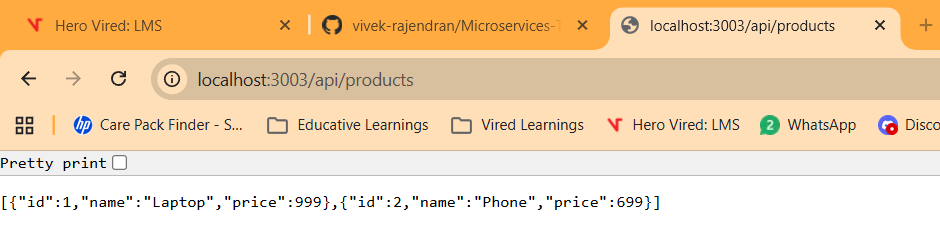 Hero Vired: LMS
vivek-rajendran/Microservices-T
localhost:3003/api/products
localhost:3003/api/products
Care Pack Finder - S... Educative Learnings Vired Learnings Hero Vired: LMS 2 WhatsApp Disco
Pretty print
[{"id":1,"name":"Laptop","price":999},{"id":2,"name":"Phone","price":699}]